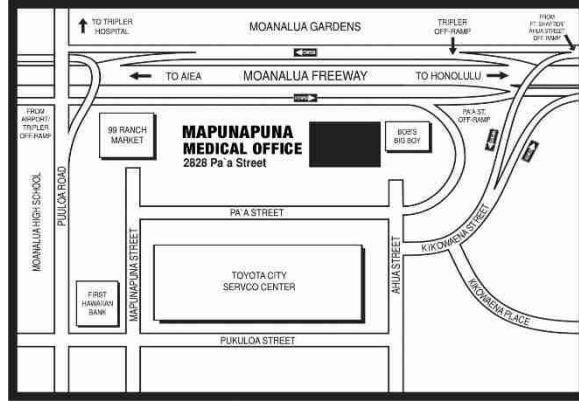 TO TRIPLER
HOSPITAL
MOANALUA GARDENS
TRIPLER
OFF-RAMP
FROM
FT. SHAFTER/
AHUA STREET
OFF RAMP
TO AIEA
MOANALUA FREEWAY
TO HONOLULU
FROM
AIRPORT/
TRIPLER
OFF-RAMP
99 RANCH
MARKET
MAPUNAPUNA
MEDICAL OFFICE
2828 Pa`a Street
BOB'S
BIG BOY
PA'A ST.
OFF-RAMP
MOANALUA HIGH SCHOOL
PUULOA ROAD
MAPUNAPUNA STREET
PA'A STREET
AHUA STREET
KIKOWAENA STREET
KIKOWAENA PLACE
TOYOTA CITY
SERVCO CENTER
FIRST
HAWAIIAN
BANK
PUKULOA STREET